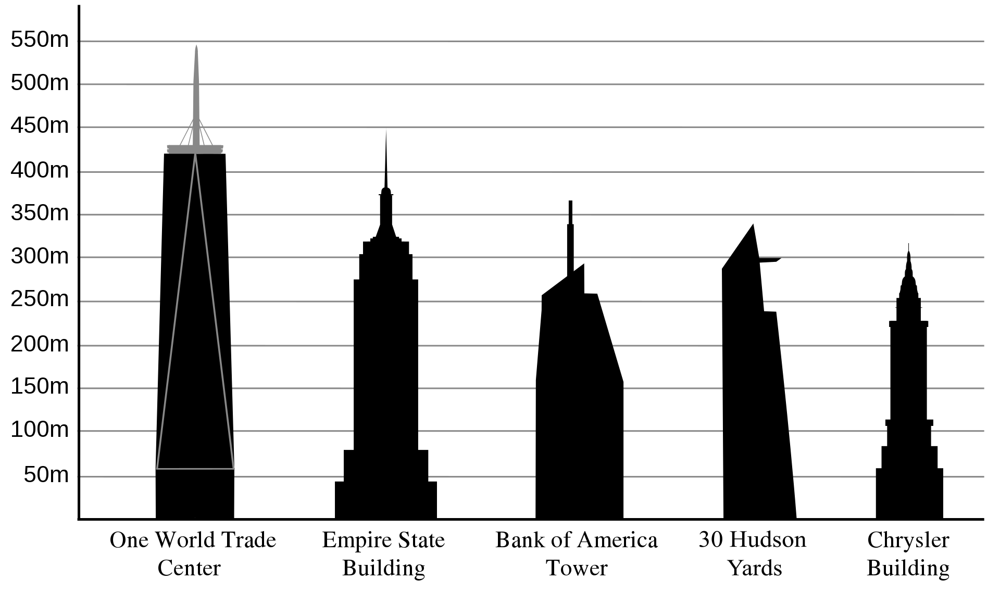 550m
500m
450m
400m
350m
300m
250m
200m
150m
100m
50m
One World Trade
Center
Empire State
Building
Bank of America
Tower
30 Hudson
Yards
Chrysler
Building